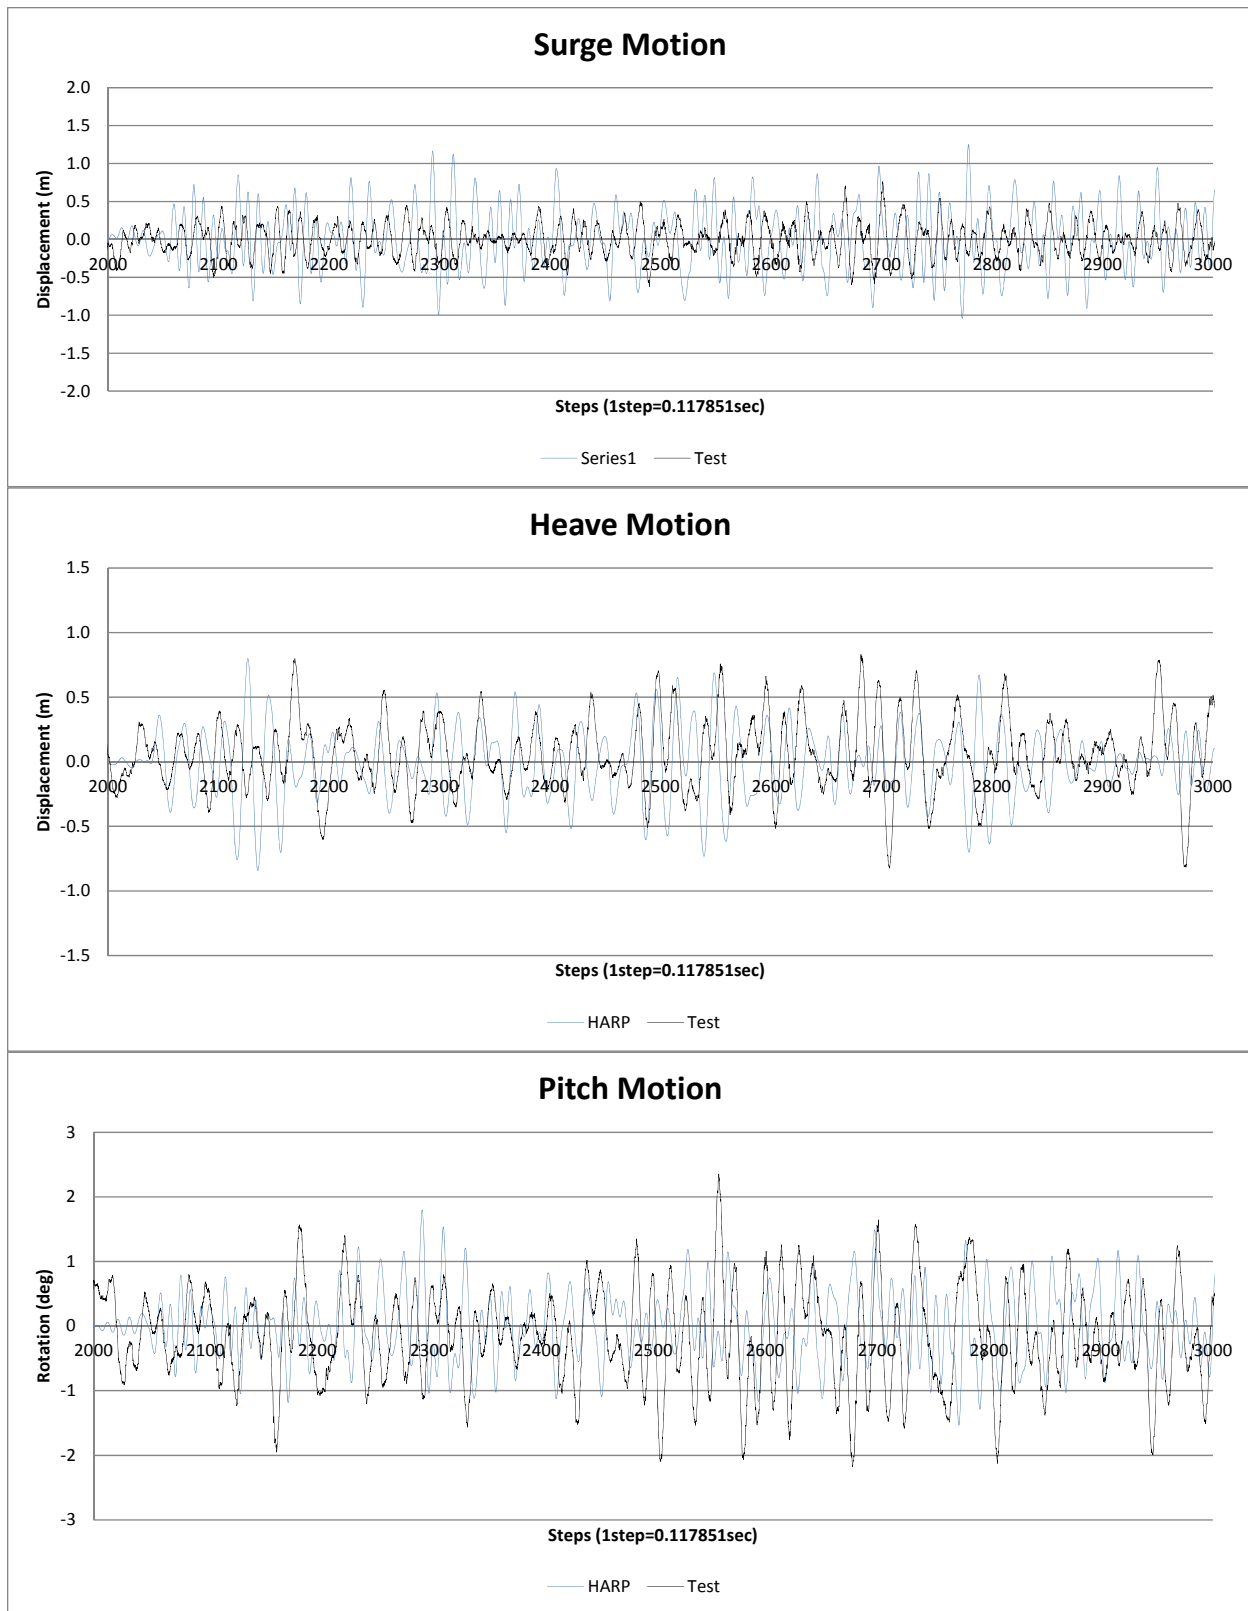 Surge Motion
2.0
1.5
1.0
0.5
0.0
-0.5
-1.0
-1.5
-2.0
Displacement (m)
2000 2100 2200 2300 2400 2500 2600 2700 2800 2900 3000
Steps (1step=0.117851sec)
Series1 Test
Heave Motion
1.5
1.0
0.5
0.0
-0.5
-1.0
-1.5
Displacement (m)
2000 2100 2200 2300 2400 2500 2600 2700 2800 2900 3000
Steps (1step=0.117851sec)
HARP Test
Pitch Motion
3
2
1
0
-1
-2
-3
Rotation (deg)
2000 2100 2200 2300 2400 2500 2600 2700 2800 2900 3000
Steps (1step=0.117851sec)
HARP Test